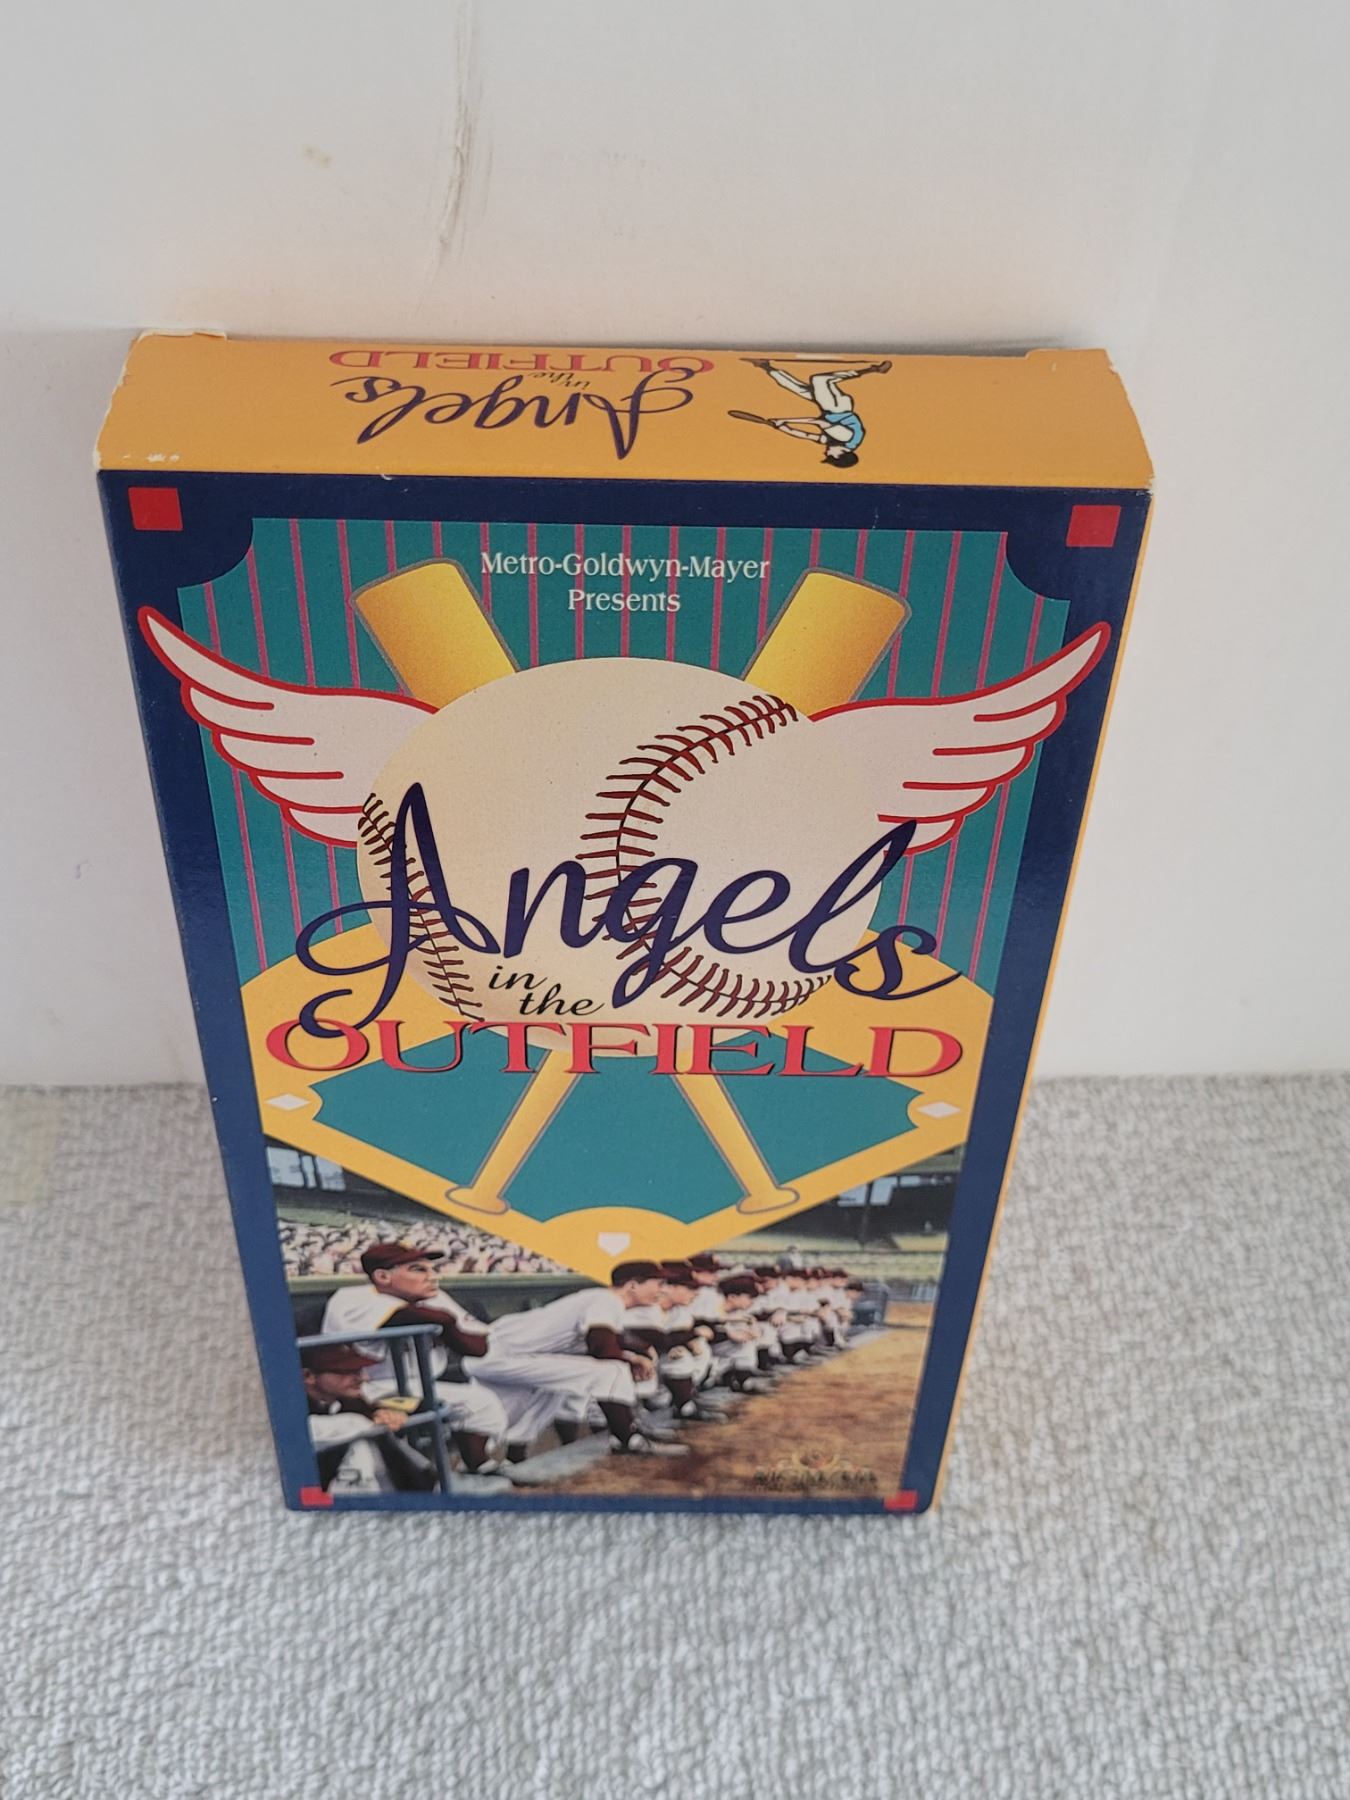 Angels
in the
OUTFIELD
Metro-Goldwyn-Mayer
Presents
Angels
in the
OUTFIELD